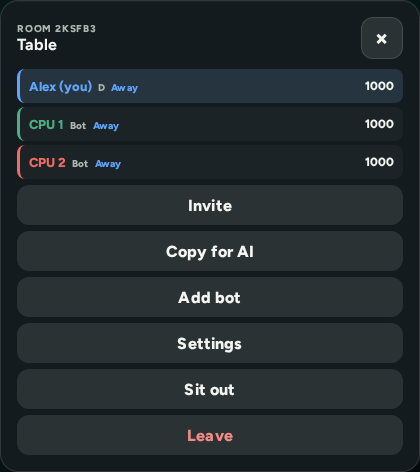 ROOM 2KSFB3
Table
×
Alex (you) D Away 1000
CPU 1 Bot Away 1000
CPU 2 Bot Away 1000
Invite
Copy for AI
Add bot
Settings
Sit out
Leave